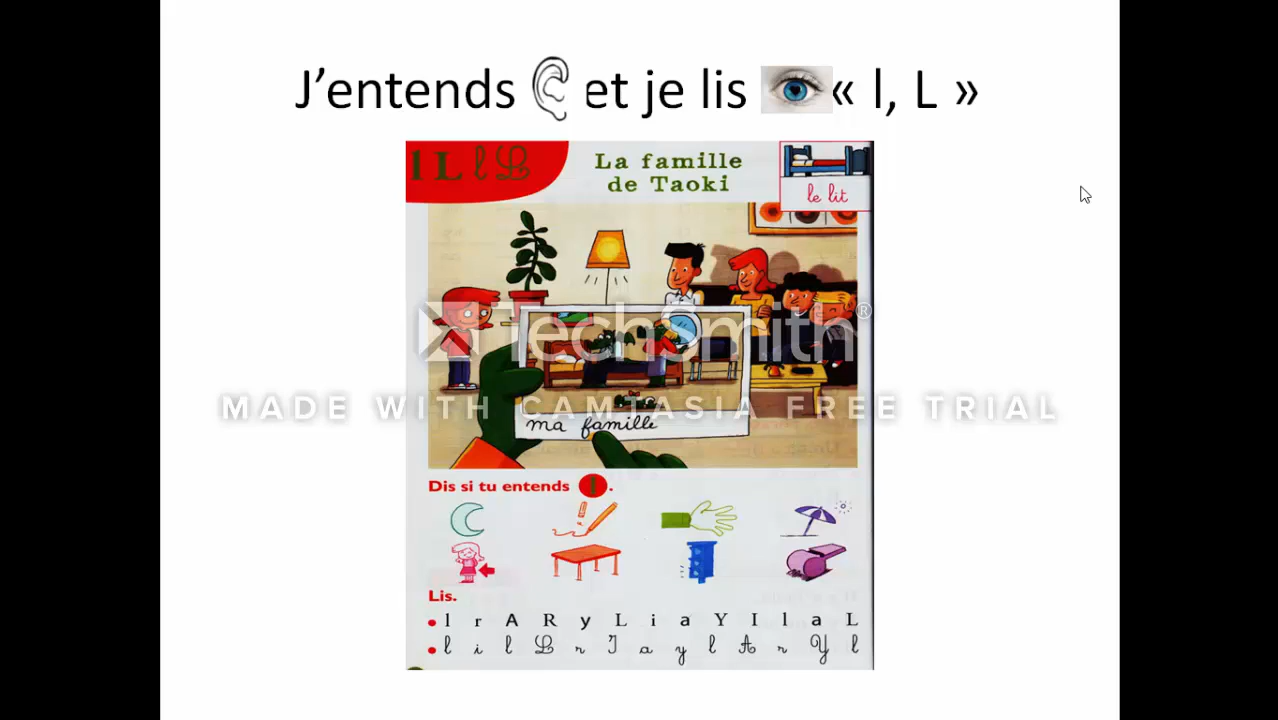 J’entends et je lis « l, L »
l L l L
La famille
de Taoki
le lit
TechSmith®
MADE WITH CAMTASIA FREE TRIAL
ma famille
Dis si tu entends l.
Lis.
• l r A R y L i a Y I l a L
• l i l L r I a y l A r Y l